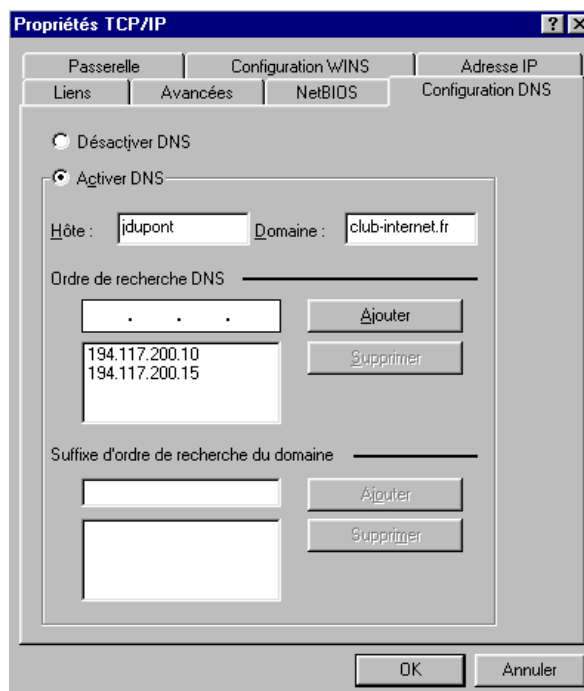 Propriétés TCP/IP
Passerelle Configuration WINS Adresse IP
Liens Avancées NetBIOS Configuration DNS
Désactiver DNS
Activer DNS
Hôte : jdupont Domaine : club-internet.fr
Ordre de recherche DNS
. . . Ajouter
194.117.200.10 Supprimer
194.117.200.15
Suffixe d'ordre de recherche du domaine
Ajouter
Supprimer
OK Annuler